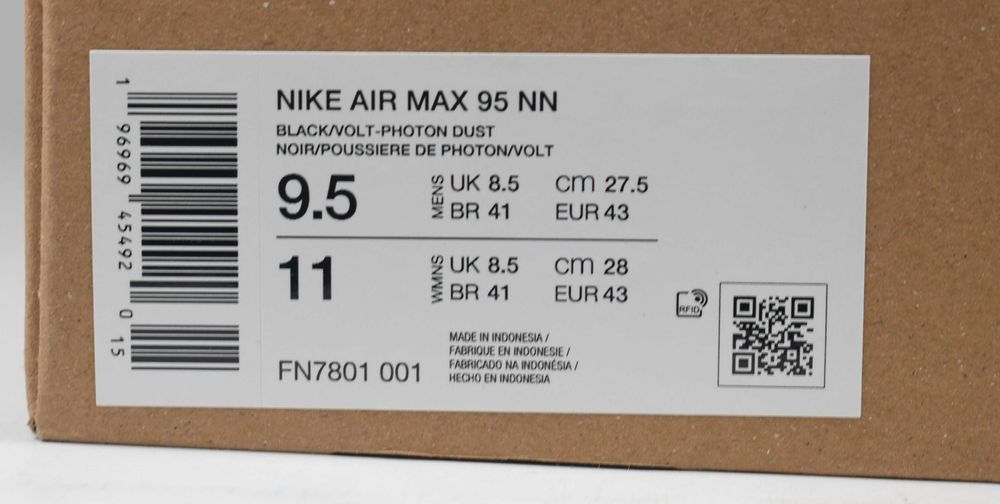 1 96969 45492 0 15
NIKE AIR MAX 95 NN
BLACK/VOLT-PHOTON DUST
NOIR/POUSSIERE DE PHOTON/VOLT
9.5 MENS UK 8.5 CM 27.5
BR 41 EUR 43
11 WMNS UK 8.5 CM 28
BR 41 EUR 43
RFID
MADE IN INDONESIA /
FABRIQUE EN INDONESIE /
FABRICADO NA INDONÉSIA /
HECHO EN INDONESIA
FN7801 001